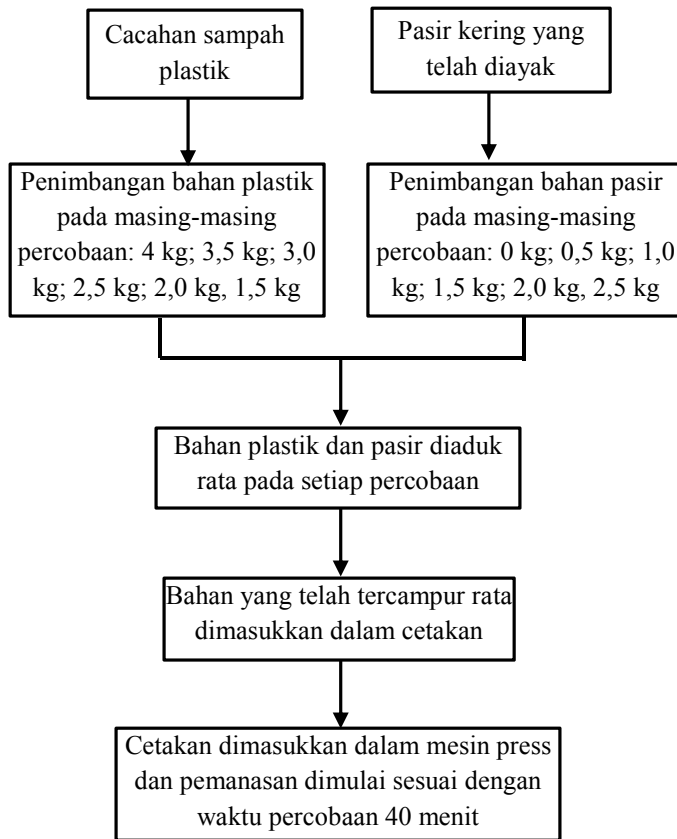 Cacahan sampah
plastik
Pasir kering yang
telah diayak
Penimbangan bahan plastik
pada masing-masing
percobaan: 4 kg; 3,5 kg; 3,0
kg; 2,5 kg; 2,0 kg, 1,5 kg
Penimbangan bahan pasir
pada masing-masing
percobaan: 0 kg; 0,5 kg; 1,0
kg; 1,5 kg; 2,0 kg, 2,5 kg
Bahan plastik dan pasir diaduk
rata pada setiap percobaan
Bahan yang telah tercampur rata
dimasukkan dalam cetakan
Cetakan dimasukkan dalam mesin press
dan pemanasan dimulai sesuai dengan
waktu percobaan 40 menit